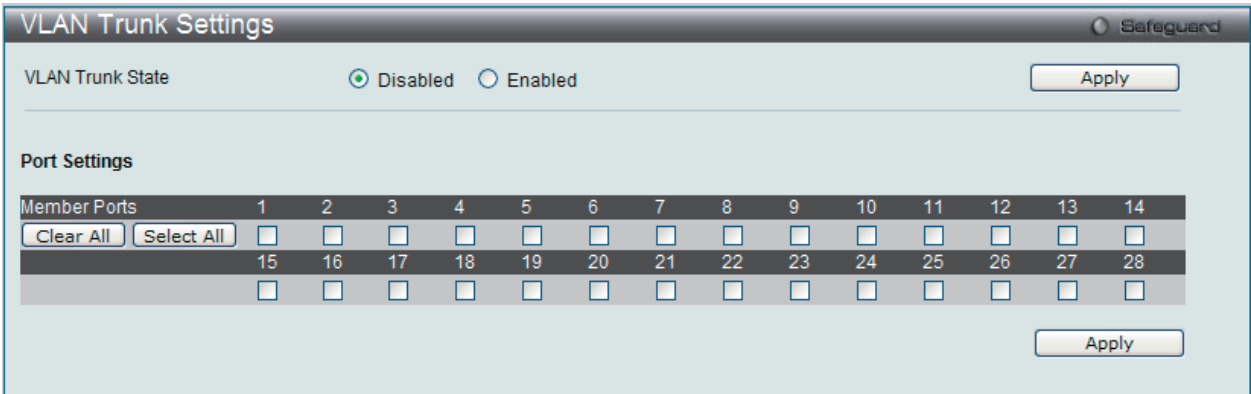 VLAN Trunk Settings Safeguard
VLAN Trunk State Disabled Enabled Apply
Port Settings
Member Ports 1 2 3 4 5 6 7 8 9 10 11 12 13 14
Clear All Select All
15 16 17 18 19 20 21 22 23 24 25 26 27 28
Apply